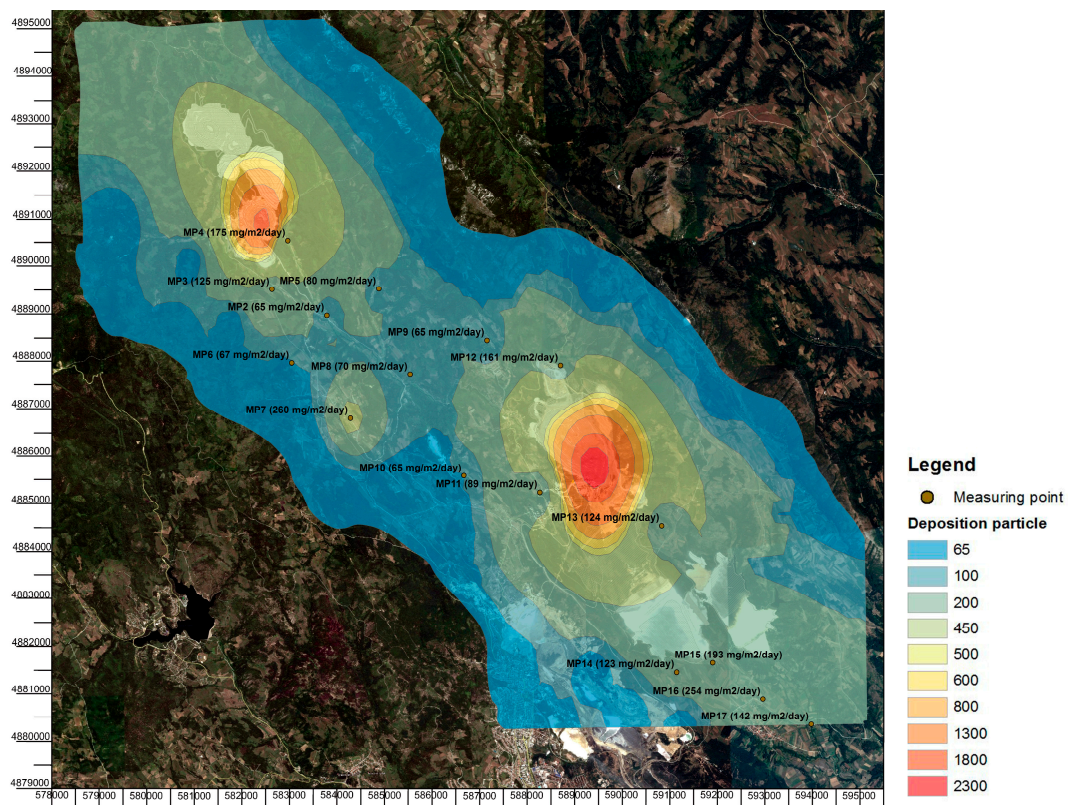 4895000
4894000
4893000
4892000
4891000
4890000
4889000
4888000
4887000
4886000
4885000
4884000
4003000
4882000
4881000
4880000
4879000
MP4 (175 mg/m2/day)
MP3 (125 mg/m2/day)
MP5 (80 mg/m2/day)
MP2 (65 mg/m2/day)
MP9 (65 mg/m2/day)
MP6 (67 mg/m2/day)
MP12 (161 mg/m2/day)
MP8 (70 mg/m2/day)
MP7 (260 mg/m2/day)
MP10 (65 mg/m2/day)
MP11 (89 mg/m2/day)
MP13 (124 mg/m2/day)
MP15 (193 mg/m2/day)
MP14 (123 mg/m2/day)
MP16 (254 mg/m2/day)
MP17 (142 mg/m2/day)
578000 579000 580000 581000 582000 583000 584000 585000 586000 587000 588000 589000 590000 591000 592000 593000 594000 595000
Legend
Measuring point
Deposition particle
65
100
200
450
500
600
800
1300
1800
2300